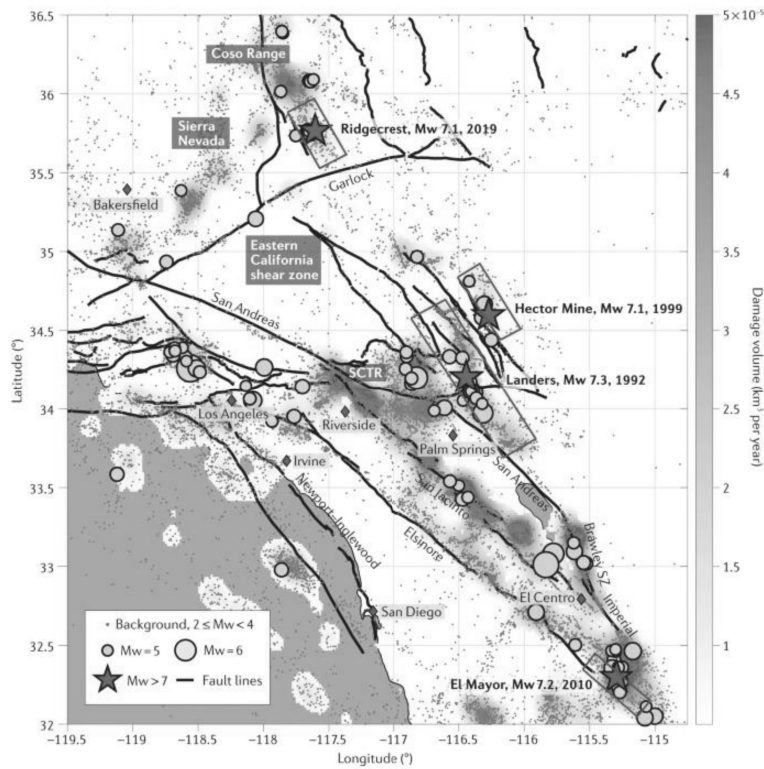 36.5
36
35.5
35
34.5
34
33.5
33
32.5
32
Latitude (°)
Coso Range
Sierra
Nevada
Ridgecrest, Mw 7.1, 2019
Garlock
Bakersfield
Eastern
California
shear zone
San Andreas
Hector Mine, Mw 7.1, 1999
SCTR
Landers, Mw 7.3, 1992
Los Angeles
Riverside
Palm Springs
Irvine
San Andreas
San Jacinto
Newport-Inglewood
Elsinore
Brawley SZ
El Centro
Imperial
San Diego
El Mayor, Mw 7.2, 2010
Background, 2 ≤ Mw < 4
Mw = 5
Mw = 6
Mw > 7
Fault lines
−119.5
−119
−118.5
−118
−117.5
−117
−116.5
−116
−115.5
−115
Longitude (°)
5×10⁻⁵
4.5
4
3.5
3
2.5
2
1.5
1
Damage volume (km³ per year)